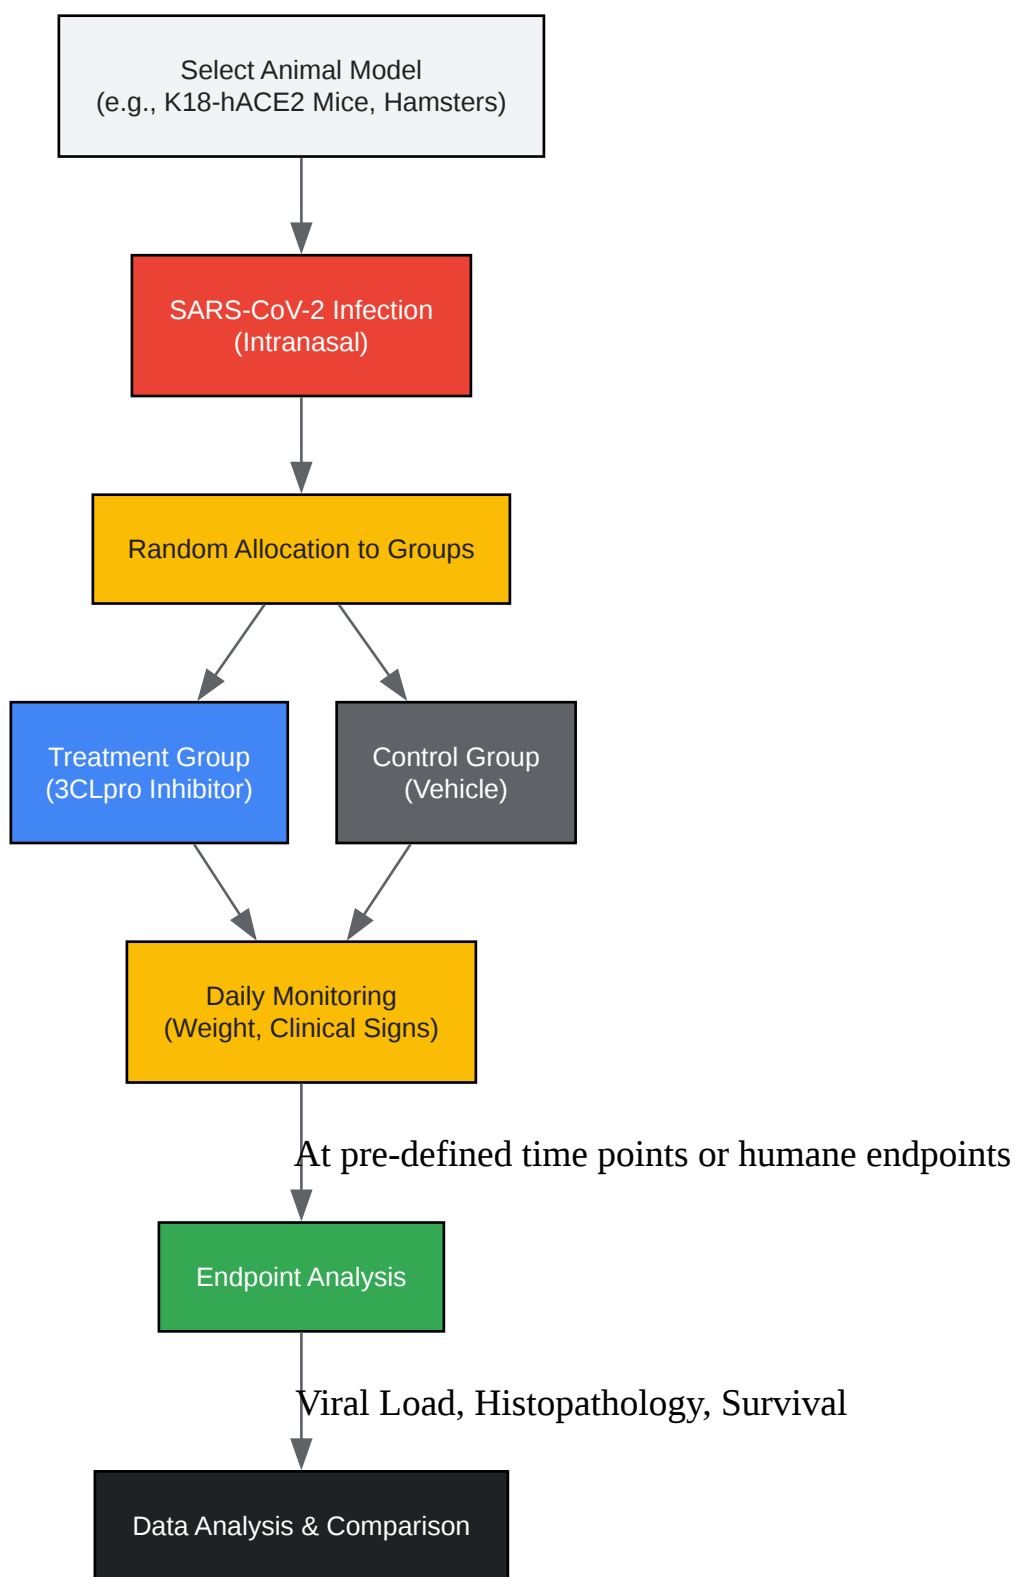 Select Animal Model
(e.g., K18-hACE2 Mice, Hamsters)
SARS-CoV-2 Infection
(Intranasal)
Random Allocation to Groups
Treatment Group
(3CLpro Inhibitor)
Control Group
(Vehicle)
Daily Monitoring
(Weight, Clinical Signs)
At pre-defined time points or humane endpoints
Endpoint Analysis
Viral Load, Histopathology, Survival
Data Analysis & Comparison